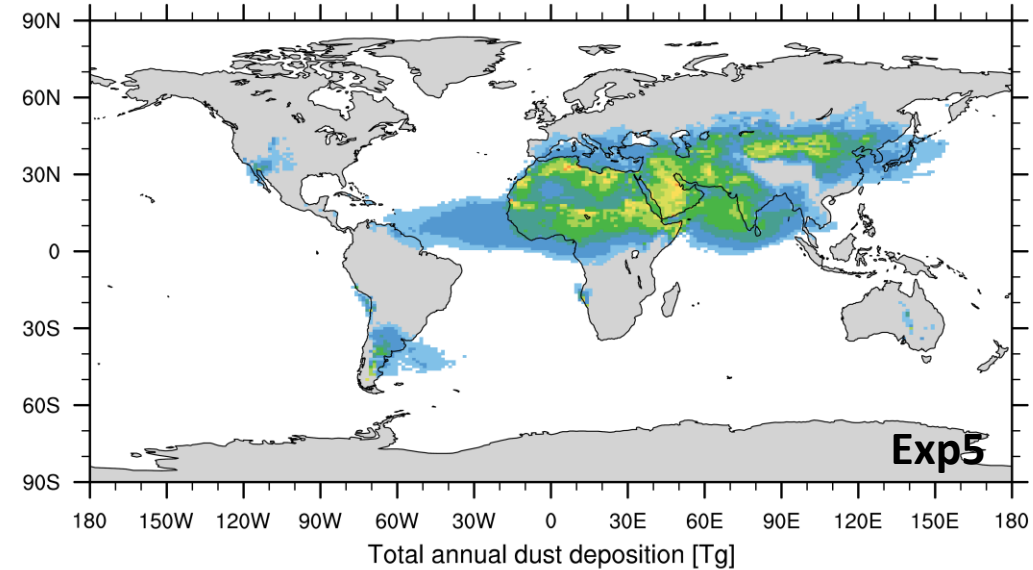 90N
60N
30N
0
30S
60S
90S
Exp5
180 150W 120W 90W 60W 30W 0 30E 60E 90E 120E 150E 180
Total annual dust deposition [Tg]